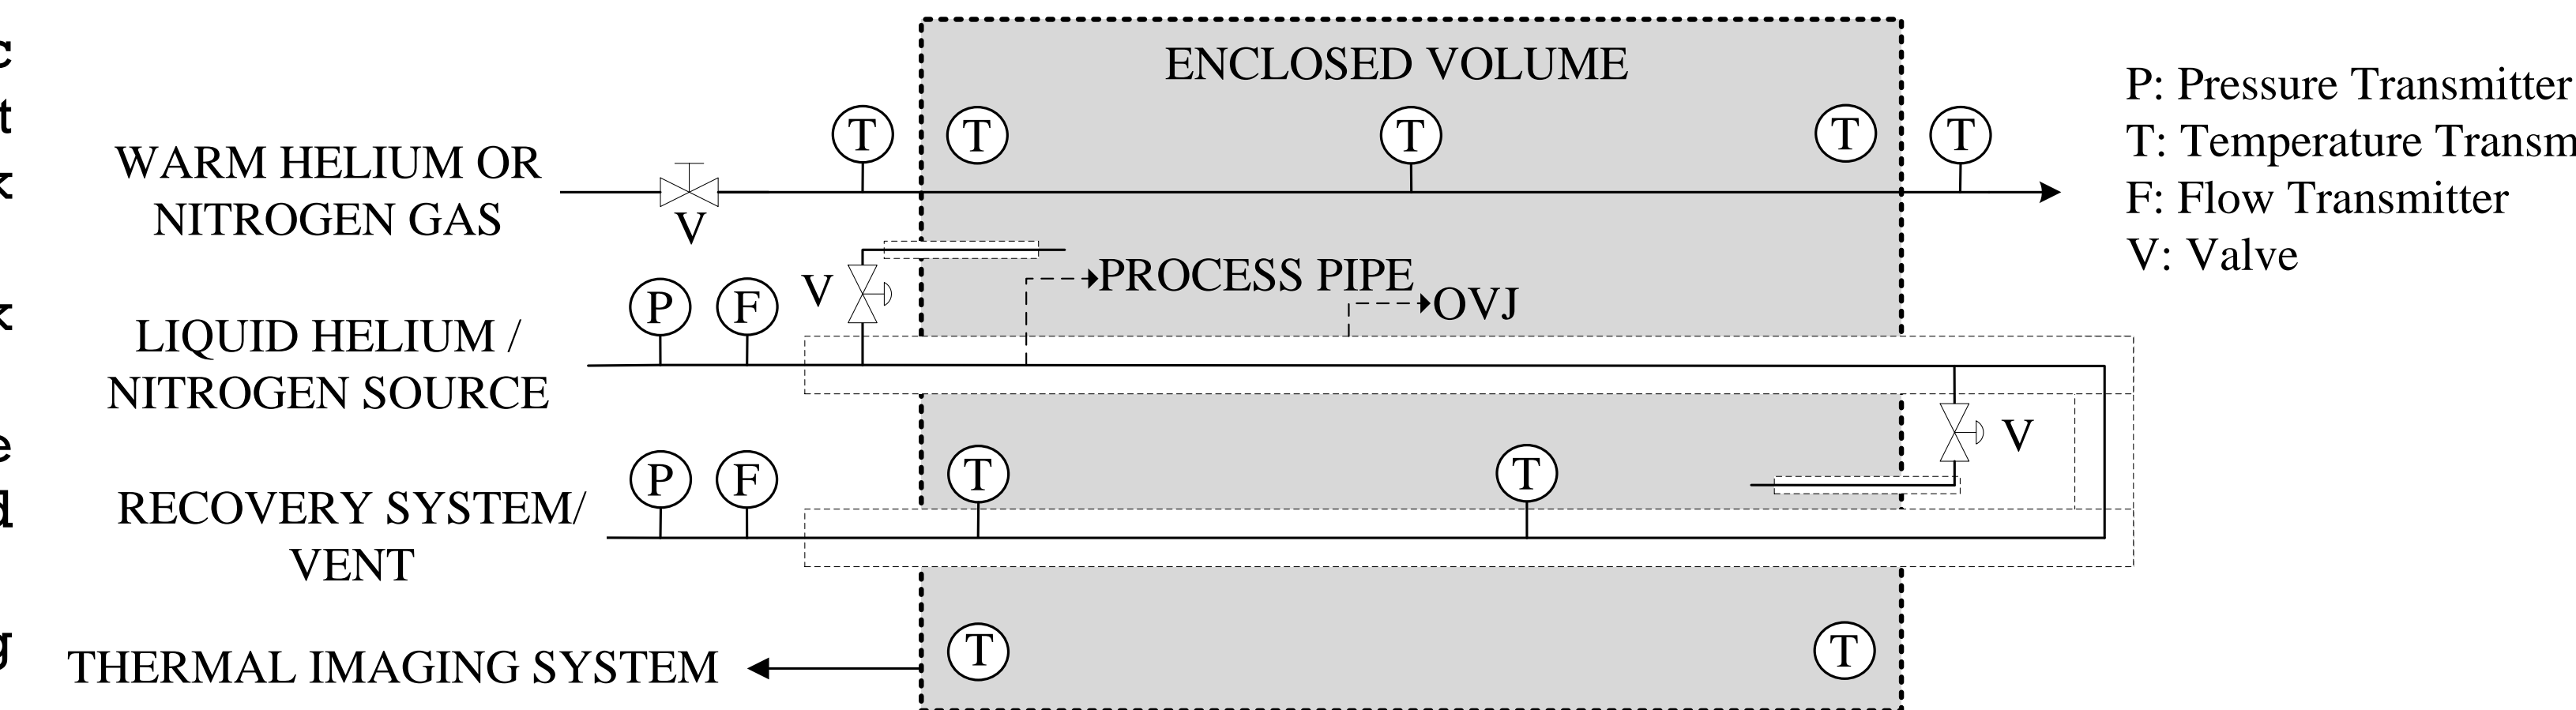 c
t
k
k
e
d
k
g
ENCLOSED VOLUME
T
T
T
T
T
WARM HELIUM OR
NITROGEN GAS
V
P: Pressure Transmitter
T: Temperature Transm
F: Flow Transmitter
V: Valve
V
PROCESS PIPE
OVJ
P
F
LIQUID HELIUM /
NITROGEN SOURCE
V
P
F
T
T
RECOVERY SYSTEM/
VENT
T
T
THERMAL IMAGING SYSTEM